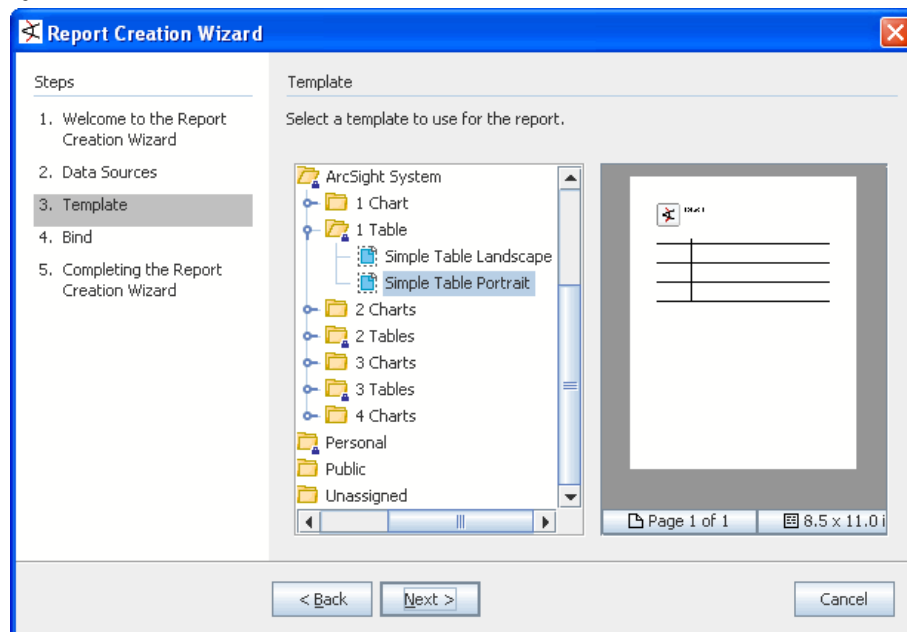 Report Creation Wizard
Steps
1. Welcome to the Report
Creation Wizard
2. Data Sources
3. Template
4. Bind
5. Completing the Report
Creation Wizard
Template
Select a template to use for the report.
ArcSight System
1 Chart
1 Table
Simple Table Landscape
Simple Table Portrait
2 Charts
2 Tables
3 Charts
3 Tables
4 Charts
Personal
Public
Unassigned
Page 1 of 1
8.5 x 11.0 i
< Back
Next >
Cancel